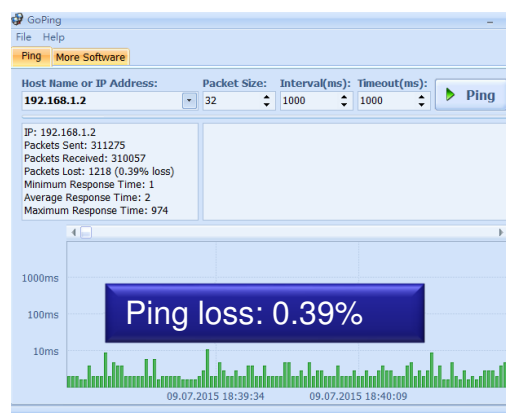 GoPing
File Help
Ping More Software
Host Name or IP Address: Packet Size: Interval(ms): Timeout(ms):
192.168.1.2 32 1000 1000 Ping
IP: 192.168.1.2
Packets Sent: 311275
Packets Received: 310057
Packets Lost: 1218 (0.39% loss)
Minimum Response Time: 1
Average Response Time: 2
Maximum Response Time: 974
1000ms
100ms
Ping loss: 0.39%
10ms
09.07.2015 18:39:34 09.07.2015 18:40:09